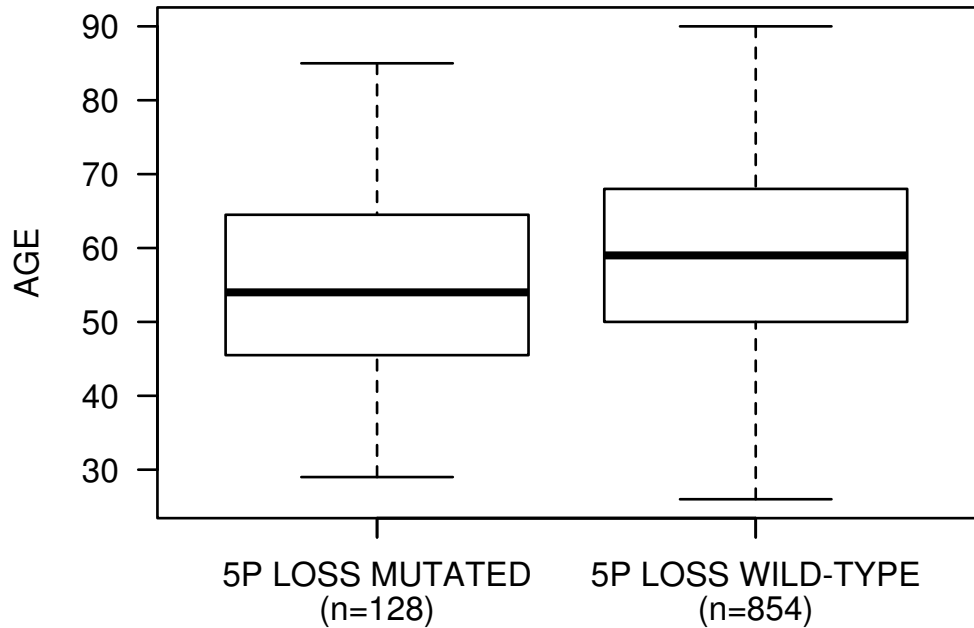 90
80
70
60
50
40
30
AGE
5P LOSS MUTATED
(n=128)
5P LOSS WILD-TYPE
(n=854)